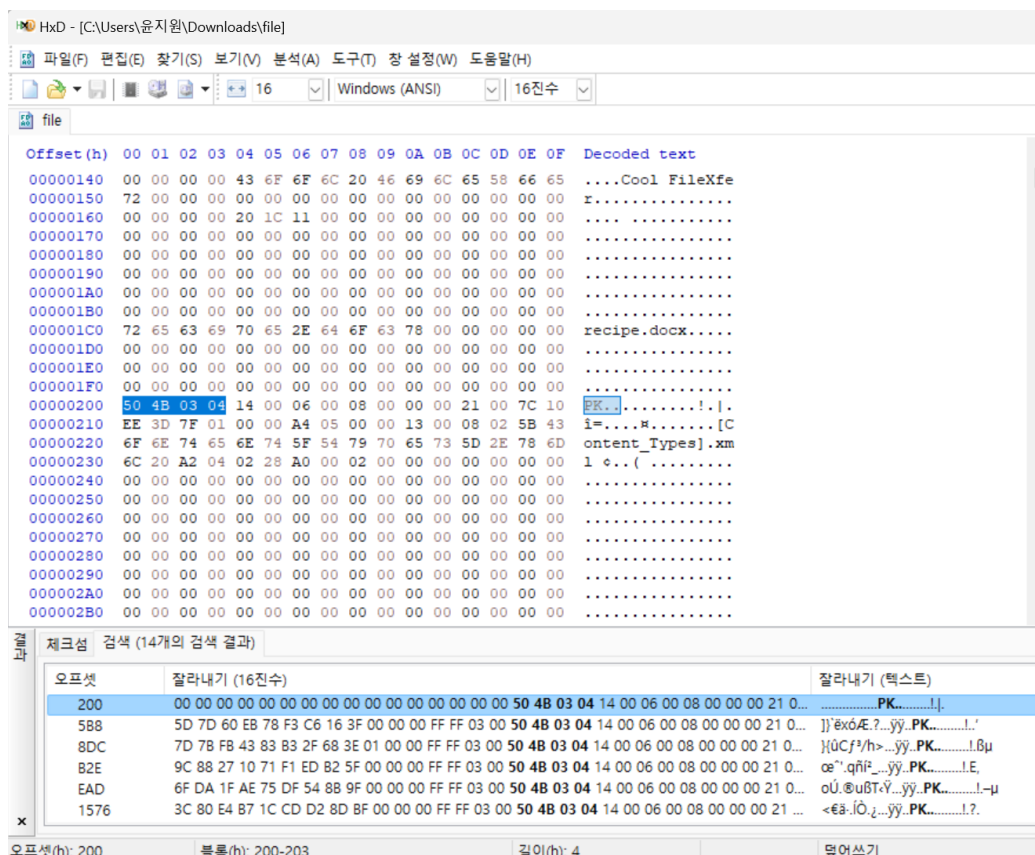 HxD - [C:\Users\윤지원\Downloads\file]
파일(F) 편집(E) 찾기(S) 보기(V) 분석(A) 도구(T) 창 설정(W) 도움말(H)
16 Windows (ANSI) 16진수
file
Offset(h) 00 01 02 03 04 05 06 07 08 09 0A 0B 0C 0D 0E 0F Decoded text
00000140 00 00 00 00 43 6F 6F 6C 20 46 69 6C 65 58 66 65 ....Cool FileXfe
00000150 72 00 00 00 00 00 00 00 00 00 00 00 00 00 00 00 r...............
00000160 00 00 00 00 20 1C 11 00 00 00 00 00 00 00 00 00 .... ...........
00000170 00 00 00 00 00 00 00 00 00 00 00 00 00 00 00 00 ................
00000180 00 00 00 00 00 00 00 00 00 00 00 00 00 00 00 00 ................
00000190 00 00 00 00 00 00 00 00 00 00 00 00 00 00 00 00 ................
000001A0 00 00 00 00 00 00 00 00 00 00 00 00 00 00 00 00 ................
000001B0 00 00 00 00 00 00 00 00 00 00 00 00 00 00 00 00 ................
000001C0 72 65 63 69 70 65 2E 64 6F 63 78 00 00 00 00 00 recipe.docx.....
000001D0 00 00 00 00 00 00 00 00 00 00 00 00 00 00 00 00 ................
000001E0 00 00 00 00 00 00 00 00 00 00 00 00 00 00 00 00 ................
000001F0 00 00 00 00 00 00 00 00 00 00 00 00 00 00 00 00 ................
00000200 50 4B 03 04 14 00 06 00 08 00 00 00 21 00 7C 10 PK..........!.|.
00000210 EE 3D 7F 01 00 00 A4 05 00 00 13 00 08 02 5B 43 î=....¤.......[C
00000220 6F 6E 74 65 6E 74 5F 54 79 70 65 73 5D 2E 78 6D ontent_Types].xm
00000230 6C 20 A2 04 02 28 A0 00 02 00 00 00 00 00 00 00 l ¢..( .........
00000240 00 00 00 00 00 00 00 00 00 00 00 00 00 00 00 00 ................
00000250 00 00 00 00 00 00 00 00 00 00 00 00 00 00 00 00 ................
00000260 00 00 00 00 00 00 00 00 00 00 00 00 00 00 00 00 ................
00000270 00 00 00 00 00 00 00 00 00 00 00 00 00 00 00 00 ................
00000280 00 00 00 00 00 00 00 00 00 00 00 00 00 00 00 00 ................
00000290 00 00 00 00 00 00 00 00 00 00 00 00 00 00 00 00 ................
000002A0 00 00 00 00 00 00 00 00 00 00 00 00 00 00 00 00 ................
000002B0 00 00 00 00 00 00 00 00 00 00 00 00 00 00 00 00 ................
결과
체크섬 검색 (14개의 검색 결과)
오프셋 잘라내기 (16진수) 잘라내기 (텍스트)
200 00 00 00 00 00 00 00 00 00 00 00 00 00 00 00 00 50 4B 03 04 14 00 06 00 08 00 00 00 21 0... ................PK..........!.|.
5B8 5D 7D 60 EB 78 F3 C6 16 3F 00 00 00 FF FF 03 00 50 4B 03 04 14 00 06 00 08 00 00 00 21 0... ]}`ëxóÆ.?...ÿÿ..PK..........!..'
8DC 7D 7B FB 43 83 B3 2F 68 3E 01 00 00 FF FF 03 00 50 4B 03 04 14 00 06 00 08 00 00 00 21 0... }{ûCƒ³/h>...ÿÿ..PK..........!.ßµ
B2E 9C 88 27 10 71 F1 ED B2 5F 00 00 00 FF FF 03 00 50 4B 03 04 14 00 06 00 08 00 00 00 21 0... œˆ'.qñí²_...ÿÿ..PK..........!.E,
EAD 6F DA 1F AE 75 DF 54 8B 9F 00 00 00 FF FF 03 00 50 4B 03 04 14 00 06 00 08 00 00 00 21 0... oÚ.®ußT‹Ÿ...ÿÿ..PK..........!.–µ
1576 3C 80 E4 B7 1C CD D2 8D BF 00 00 00 FF FF 03 00 50 4B 03 04 14 00 06 00 08 00 00 00 21 ... <€ä·.ÍÒ.¿...ÿÿ..PK..........!.?.
오프셋(h): 200 블록(h): 200-203 길이(h): 4 덮어쓰기